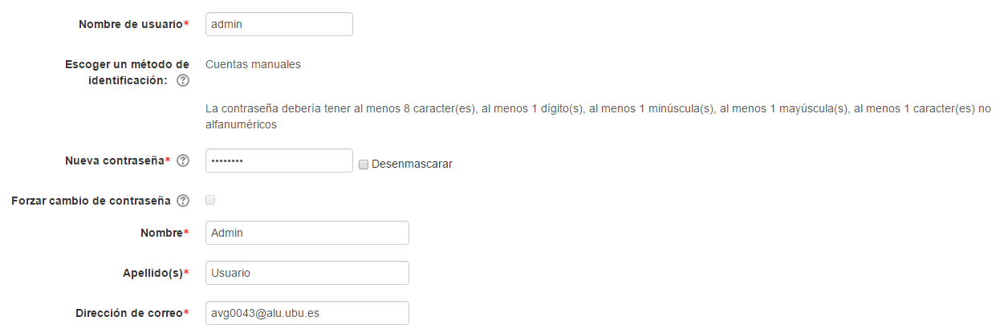 Nombre de usuario* admin
Escoger un método de Cuentas manuales
identificación: ?
La contraseña debería tener al menos 8 caracter(es), al menos 1 dígito(s), al menos 1 minúscula(s), al menos 1 mayúscula(s), al menos 1 caracter(es) no
alfanuméricos
Nueva contraseña* ? •••••••• Desenmascarar
Forzar cambio de contraseña ?
Nombre* Admin
Apellido(s)* Usuario
Dirección de correo* avg0043@alu.ubu.es